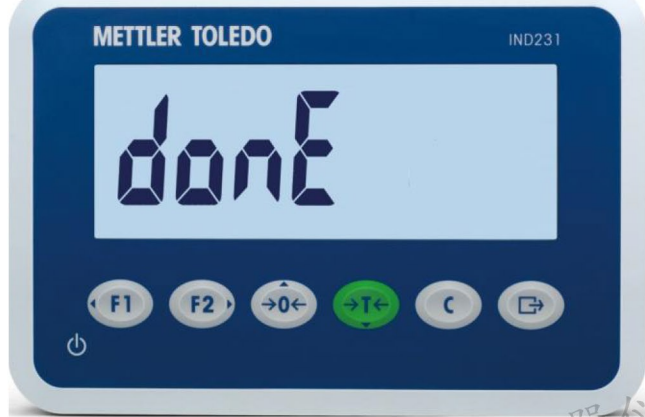 METTLER TOLEDO
IND231
donE
F1 F2 →0← →T← C